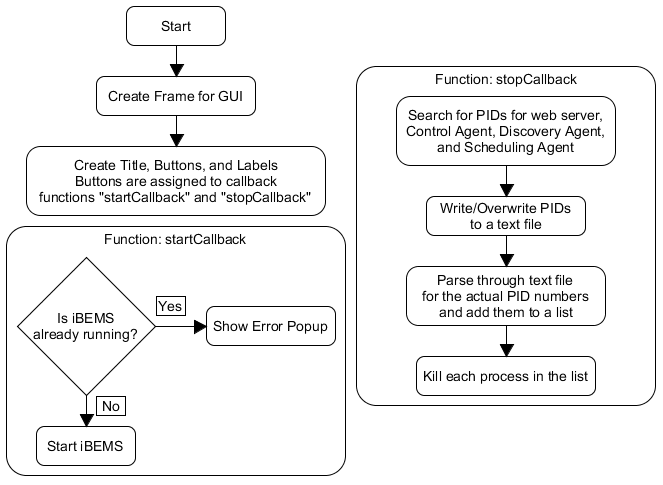 Start
Create Frame for GUI
Create Title, Buttons, and Labels
Buttons are assigned to callback
functions "startCallback" and "stopCallback"
Function: startCallback
Is iBEMS
already running?
Yes
Show Error Popup
No
Start iBEMS
Function: stopCallback
Search for PIDs for web server,
Control Agent, Discovery Agent,
and Scheduling Agent
Write/Overwrite PIDs
to a text file
Parse through text file
for the actual PID numbers
and add them to a list
Kill each process in the list